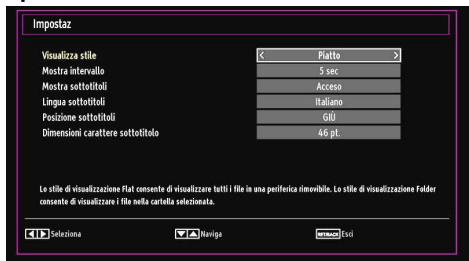 Impostaz
Visualizza stile < Piatto >
Mostra intervallo 5 sec
Mostra sottotitoli Acceso
Lingua sottotitoli Italiano
Posizione sottotitoli GIÙ
Dimensioni carattere sottotitolo 46 pt.
Lo stile di visualizzazione Flat consente di visualizzare tutti i file in una periferica rimovibile. Lo stile di visualizzazione Folder
consente di visualizzare i file nella cartella selezionata.
Seleziona Naviga RET/BACK Esci